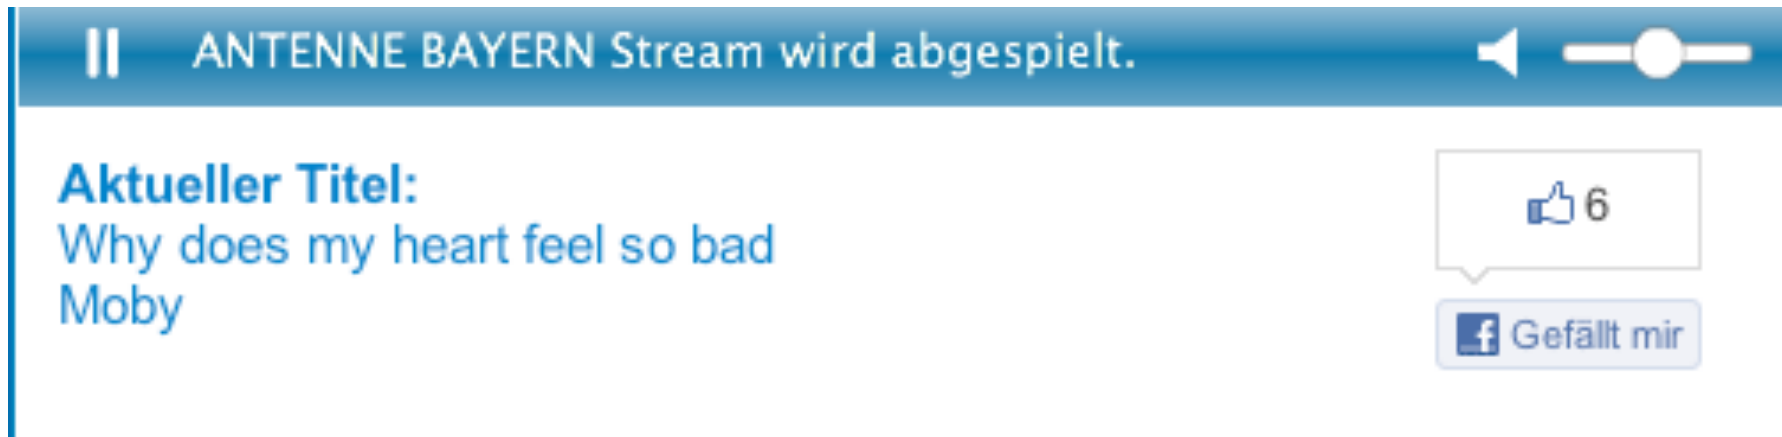 ANTENNE BAYERN Stream wird abgespielt.
Aktueller Titel:
Why does my heart feel so bad
Moby
6
Gefällt mir